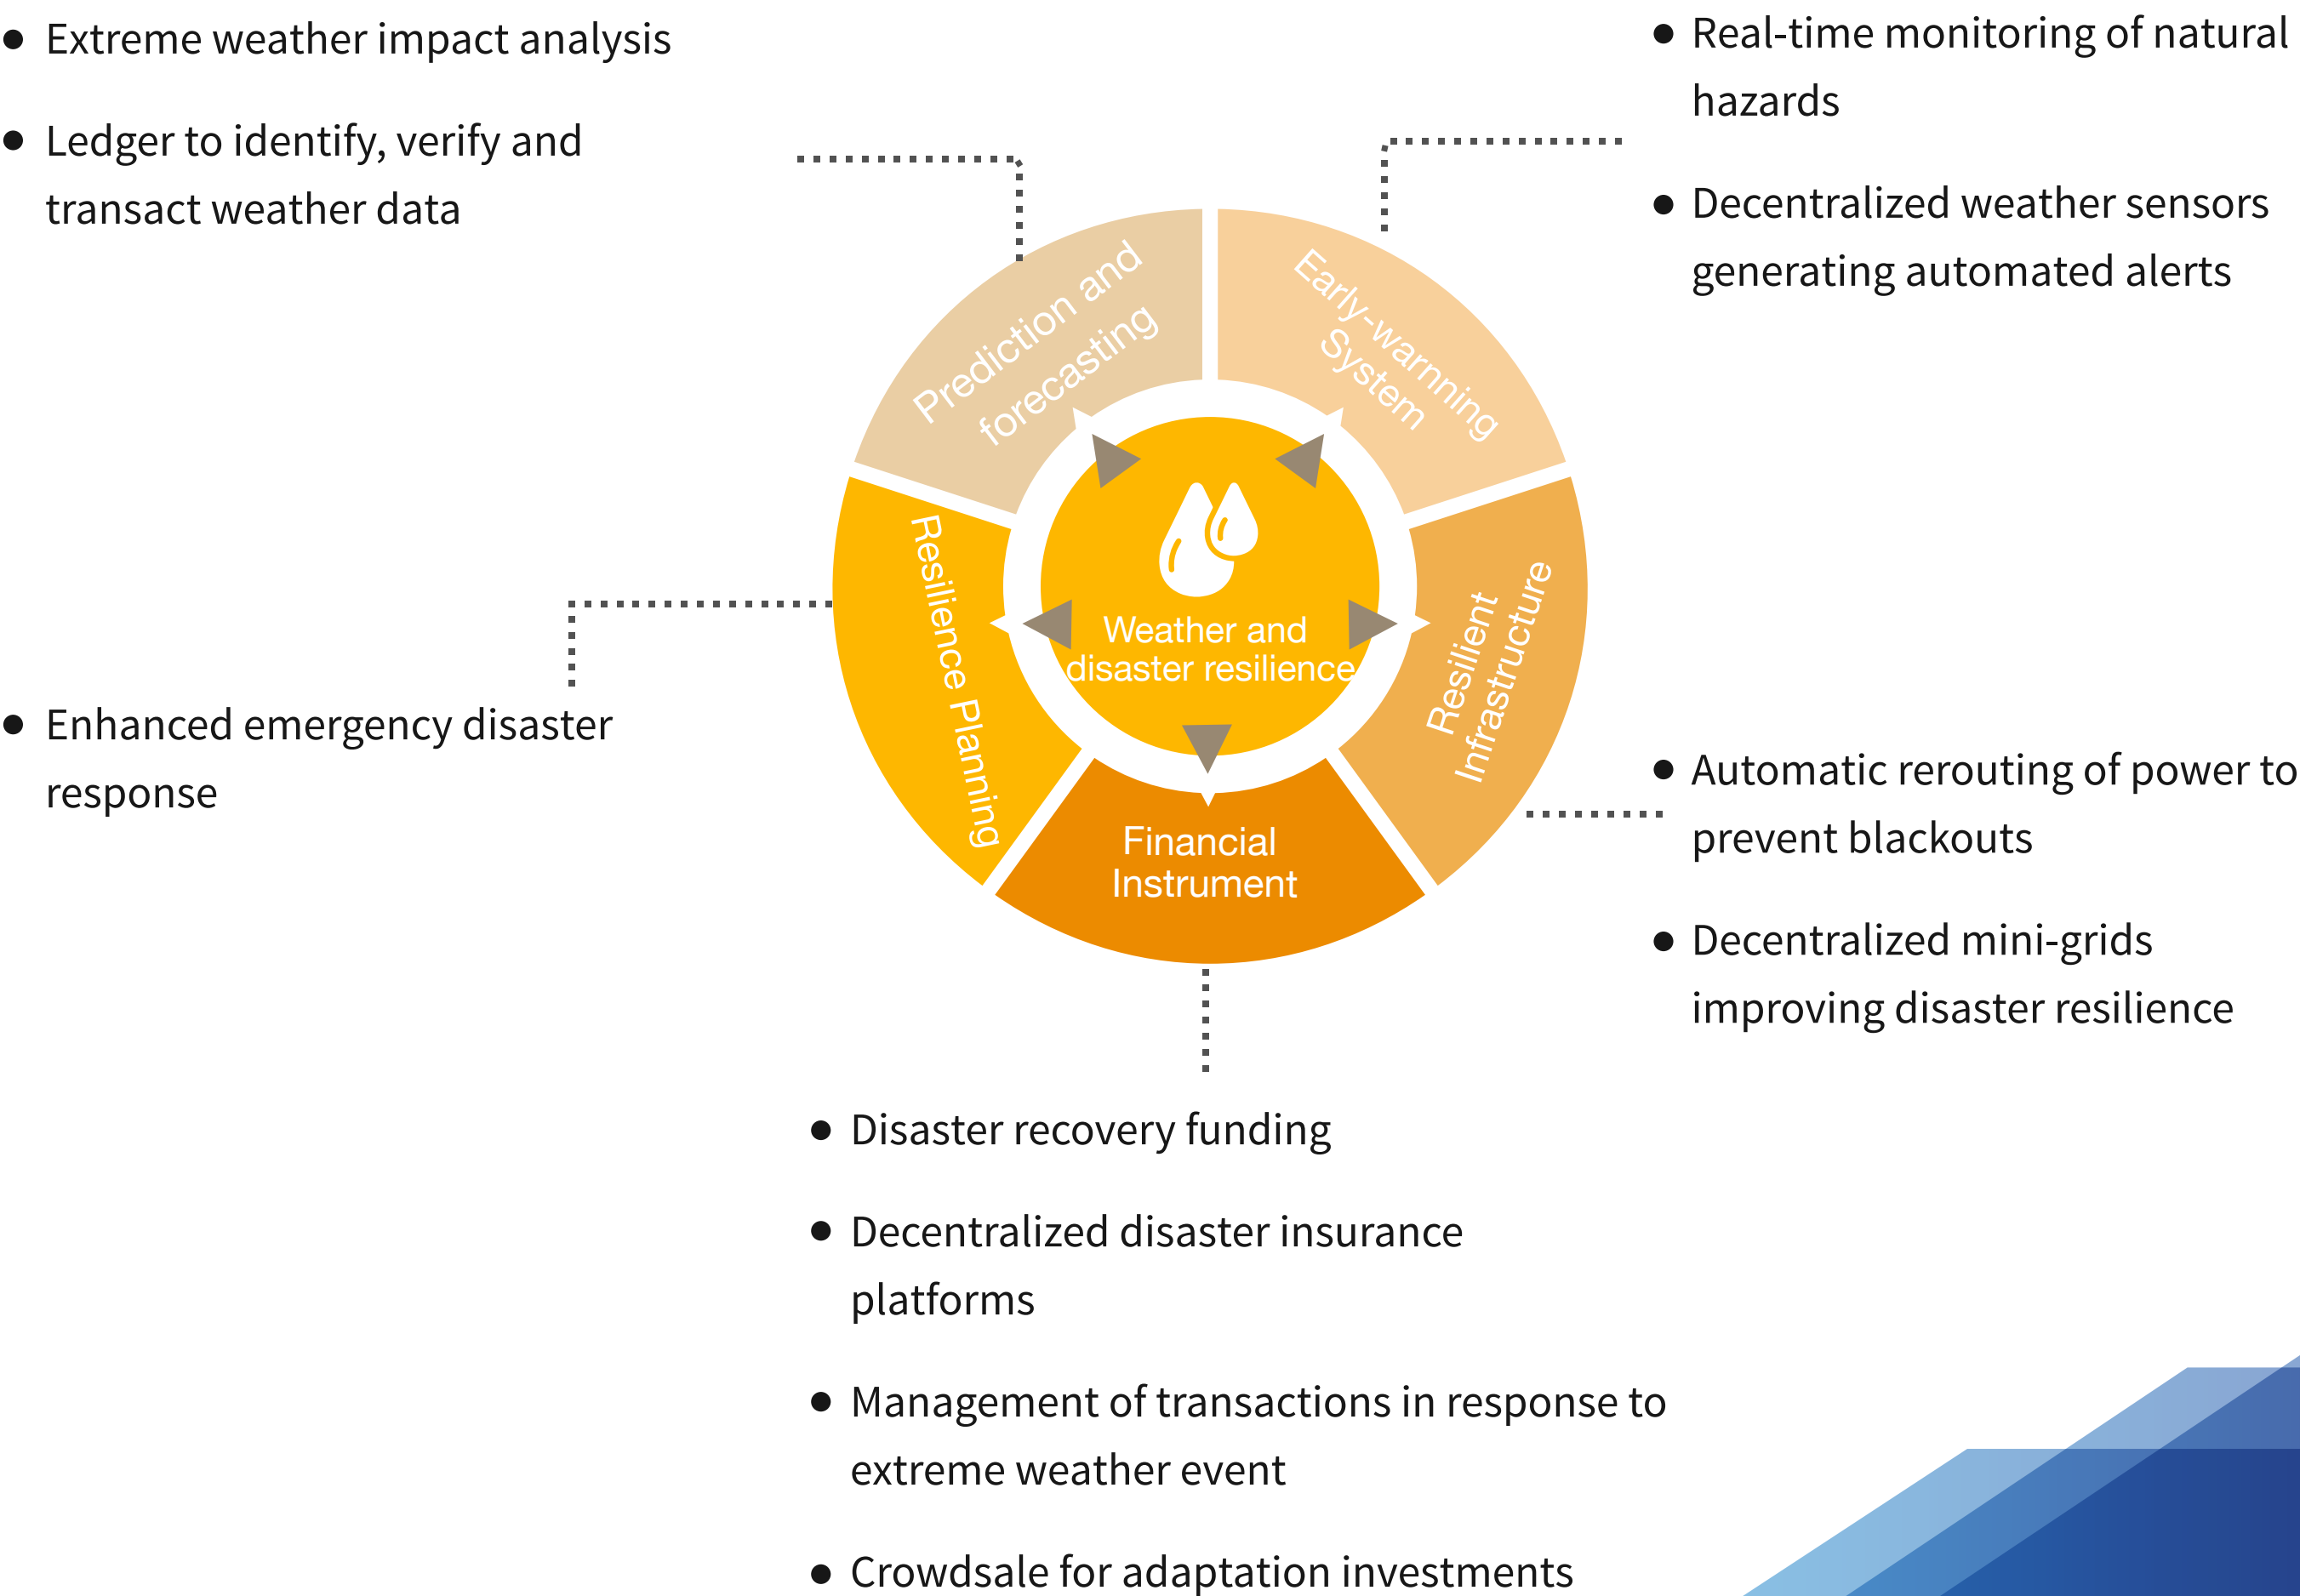 Extreme weather impact analysis
Ledger to identify, verify and
transact weather data
Real-time monitoring of natural
hazards
Decentralized weather sensors
generating automated alerts
Prediction and
forecasting
Early-warnning
System
Weather and
disaster resilience
Resilience Planning
Resilient
Infrastructure
Financial
Instrument
Enhanced emergency disaster
response
Automatic rerouting of power to
prevent blackouts
Decentralized mini-grids
improving disaster resilience
Disaster recovery funding
Decentralized disaster insurance
platforms
Management of transactions in response to
extreme weather event
Crowdsale for adaptation investments